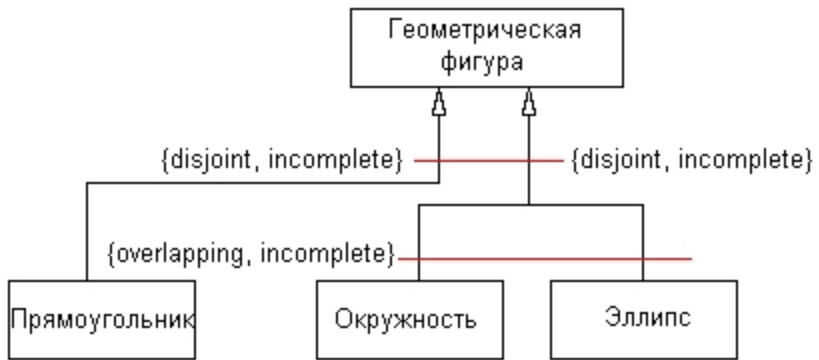 Геометрическая
фигура
{disjoint, incomplete}
{disjoint, incomplete}
{overlapping, incomplete}
Прямоугольник
Окружность
Эллипс